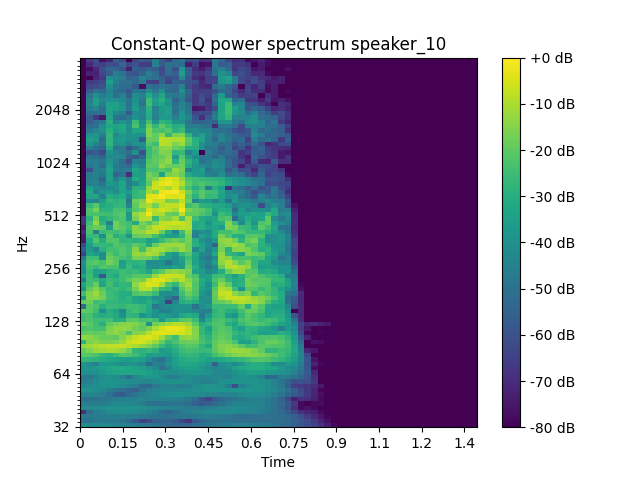 Constant-Q power spectrum speaker_10
Hz
2048
1024
512
256
128
64
32
0 0.15 0.3 0.45 0.6 0.75 0.9 1.1 1.2 1.4
Time
+0 dB
-10 dB
-20 dB
-30 dB
-40 dB
-50 dB
-60 dB
-70 dB
-80 dB